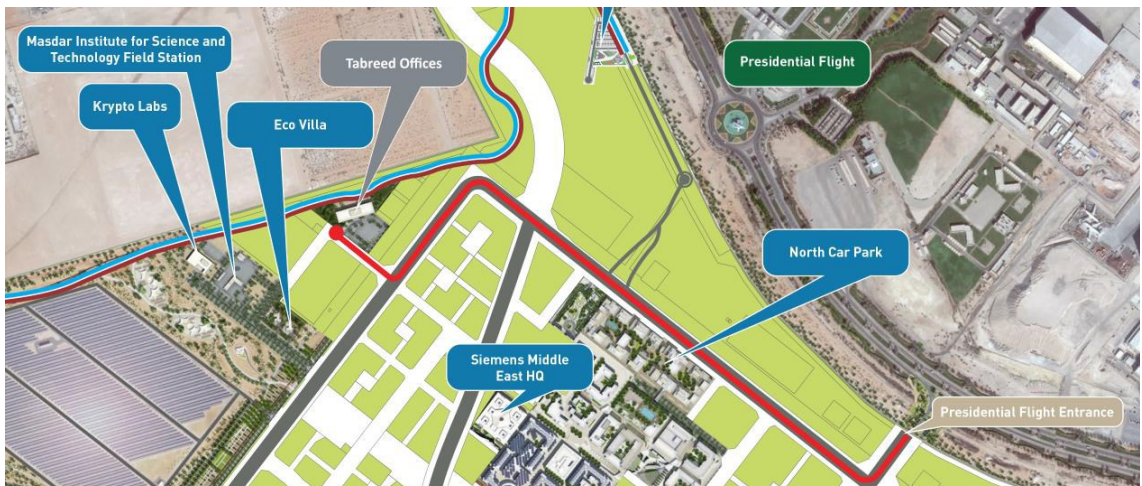 Masdar Institute for Science and
Technology Field Station
Krypto Labs
Eco Villa
Tabreed Offices
Presidential Flight
North Car Park
Siemens Middle
East HQ
Presidential Flight Entrance